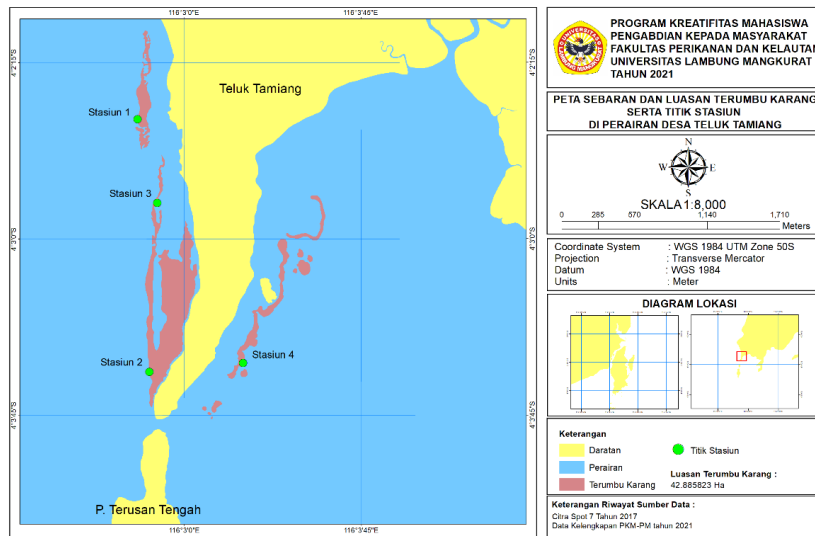 116°3'0"E
116°3'45"E
4°2'15"S
4°2'15"S
Teluk Tamiang
Stasiun 1
Stasiun 3
4°3'0"S
4°3'0"S
Stasiun 2
Stasiun 4
4°3'45"S
4°3'45"S
P. Terusan Tengah
116°3'0"E
116°3'45"E
PROGRAM KREATIFITAS MAHASISWA
PENGABDIAN KEPADA MASYARAKAT
FAKULTAS PERIKANAN DAN KELAUTAN
UNIVERSITAS LAMBUNG MANGKURAT
TAHUN 2021
PETA SEBARAN DAN LUASAN TERUMBU KARANG
SERTA TITIK STASIUN
DI PERAIRAN DESA TELUK TAMIANG
N
W E
S
SKALA 1:8,000
0 285 570 1,140 1,710
Meters
Coordinate System : WGS 1984 UTM Zone 50S
Projection : Transverse Mercator
Datum : WGS 1984
Units : Meter
DIAGRAM LOKASI
Keterangan
Daratan
Titik Stasiun
Perairan
Luasan Terumbu Karang :
Terumbu Karang
42.885823 Ha
Keterangan Riwayat Sumber Data :
Citra Spot 7 Tahun 2017
Data Kelengkapan PKM-PM tahun 2021